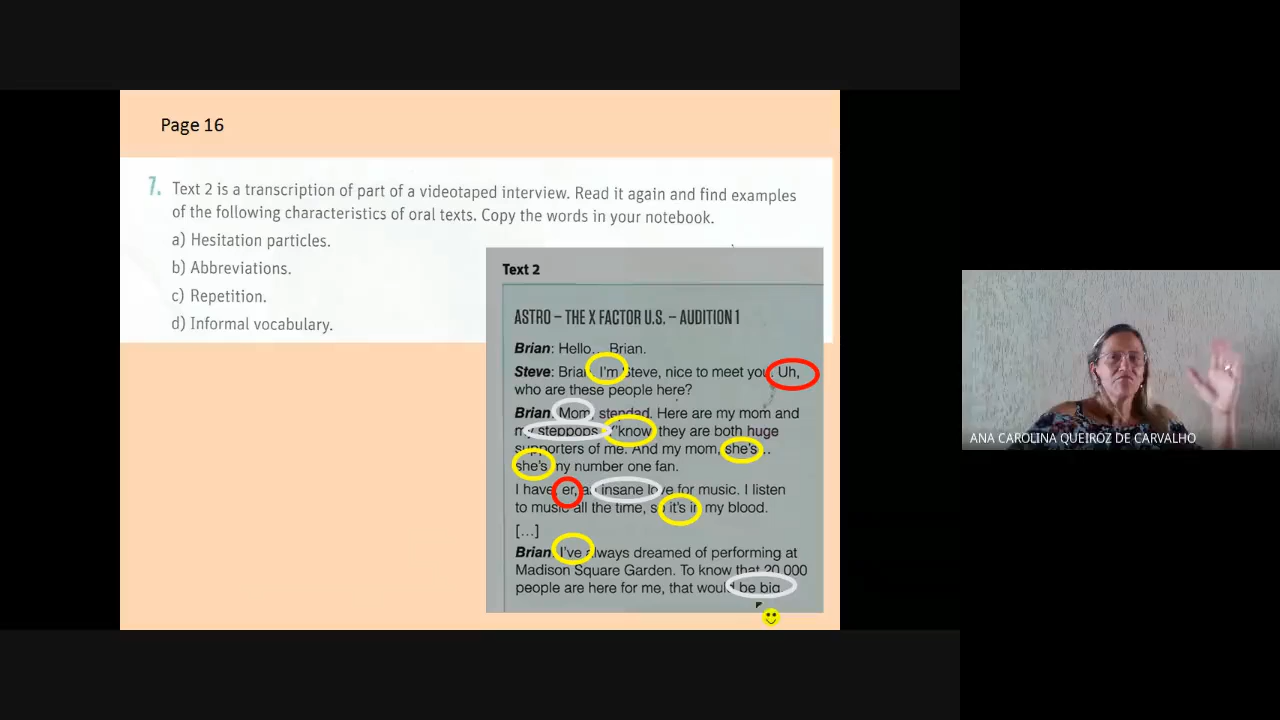 Page 16
7. Text 2 is a transcription of part of a videotaped interview. Read it again and find examples
of the following characteristics of oral texts. Copy the words in your notebook.
a) Hesitation particles.
b) Abbreviations.
c) Repetition.
d) Informal vocabulary.
Text 2
ASTRO – THE X FACTOR U.S. – AUDITION 1
Brian: Hello... Brian.
Steve: Brian. I'm Steve, nice to meet you. Uh,
who are these people here?
Brian: Mom, stepdad. Here are my mom and
my steppops. Y'know, they are both huge
supporters of me. And my mom, she's...
she's my number one fan.
I have, er, an insane love for music. I listen
to music all the time, so it's in my blood.
[...]
Brian: I've always dreamed of performing at
Madison Square Garden. To know that 20,000
people are here for me, that would be big.
ANA CAROLINA QUEIROZ DE CARVALHO